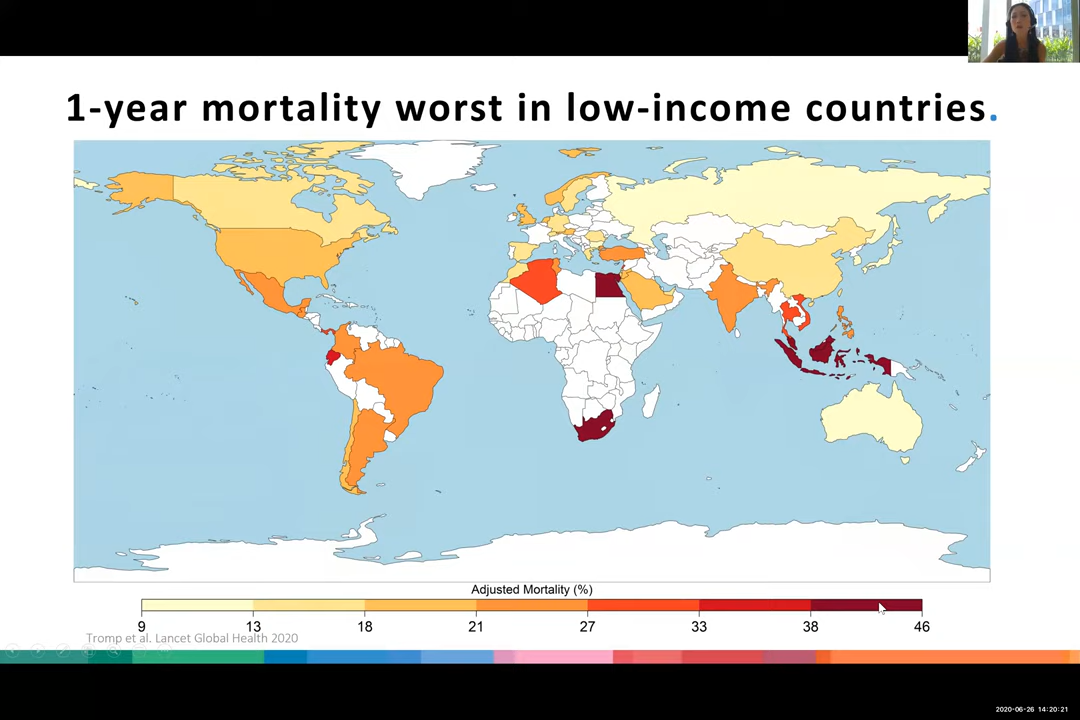 1-year mortality worst in low-income countries.
Adjusted Mortality (%)
9 13 18 21 27 33 38 46
Tromp et al. Lancet Global Health 2020
2020-06-26 14:20:21